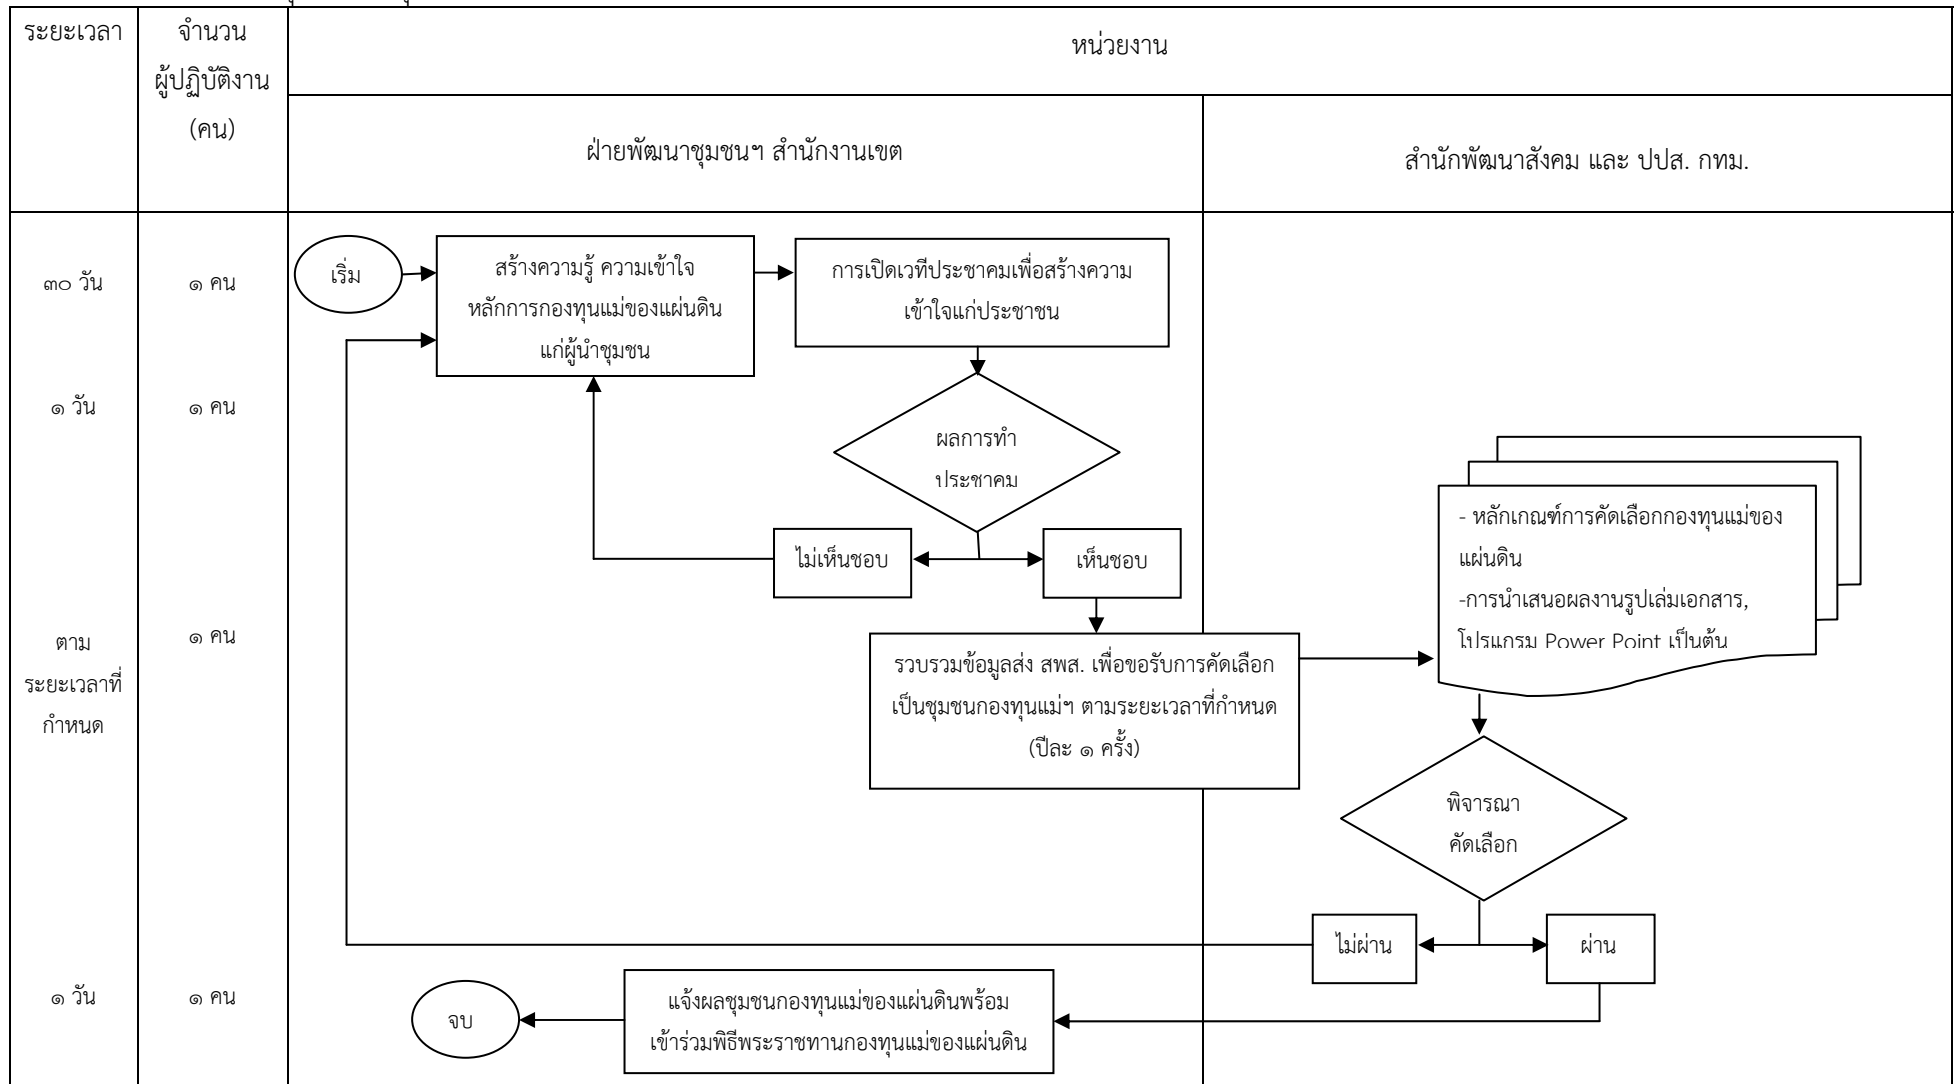 ระยะเวลา
จำนวน
ผู้ปฏิบัติงาน
(คน)
หน่วยงาน
ฝ่ายพัฒนาชุมชนฯ สำนักงานเขต
สำนักพัฒนาสังคม และ ปปส. กทม.
๓๐ วัน
๑ คน
เริ่ม
สร้างความรู้ ความเข้าใจ
หลักการกองทุนแม่ของแผ่นดิน
แก่ผู้นำชุมชน
การเปิดเวทีประชาคมเพื่อสร้างความ
เข้าใจแก่ประชาชน
๑ วัน
๑ คน
ผลการทำ
ประชาคม
ไม่เห็นชอบ
เห็นชอบ
- หลักเกณฑ์การคัดเลือกกองทุนแม่ของ
แผ่นดิน
-การนำเสนอผลงานรูปเล่มเอกสาร,
โปรแกรม Power Point เป็นต้น
ตาม
ระยะเวลาที่
กำหนด
๑ คน
รวบรวมข้อมูลส่ง สพส. เพื่อขอรับการคัดเลือก
เป็นชุมชนกองทุนแม่ฯ ตามระยะเวลาที่กำหนด
(ปีละ ๑ ครั้ง)
พิจารณา
คัดเลือก
ไม่ผ่าน
ผ่าน
๑ วัน
๑ คน
จบ
แจ้งผลชุมชนกองทุนแม่ของแผ่นดินพร้อม
เข้าร่วมพิธีพระราชทานกองทุนแม่ของแผ่นดิน